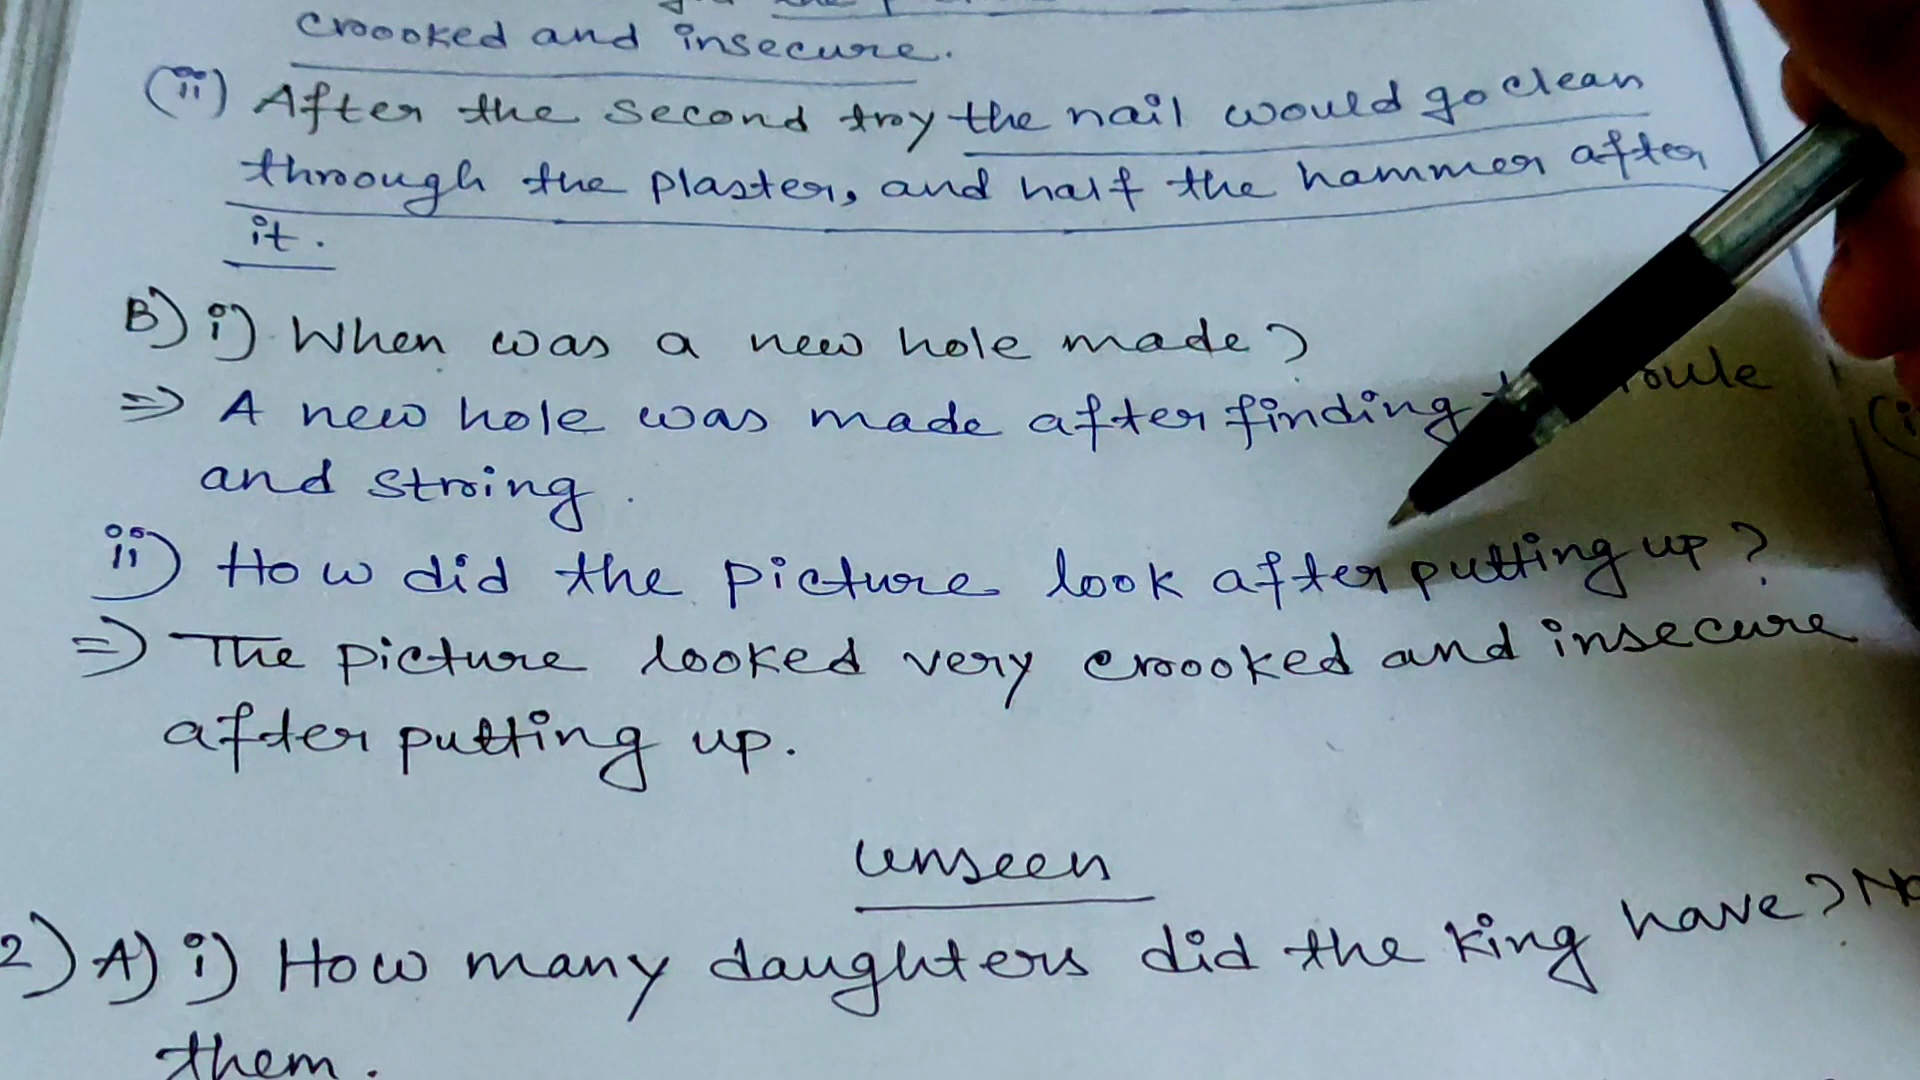 crooked and insecure.
(ii) After the second try the nail would go clean
through the plaster, and half the hammer after
it.
B) i) When was a new hole made?
⇒ A new hole was made after finding
and string.
ii) How did the picture look after putting up?
⇒ The picture looked very crooked and insecure
after putting up.
Unseen
2) A) i) How many daughters did the King have?
them.